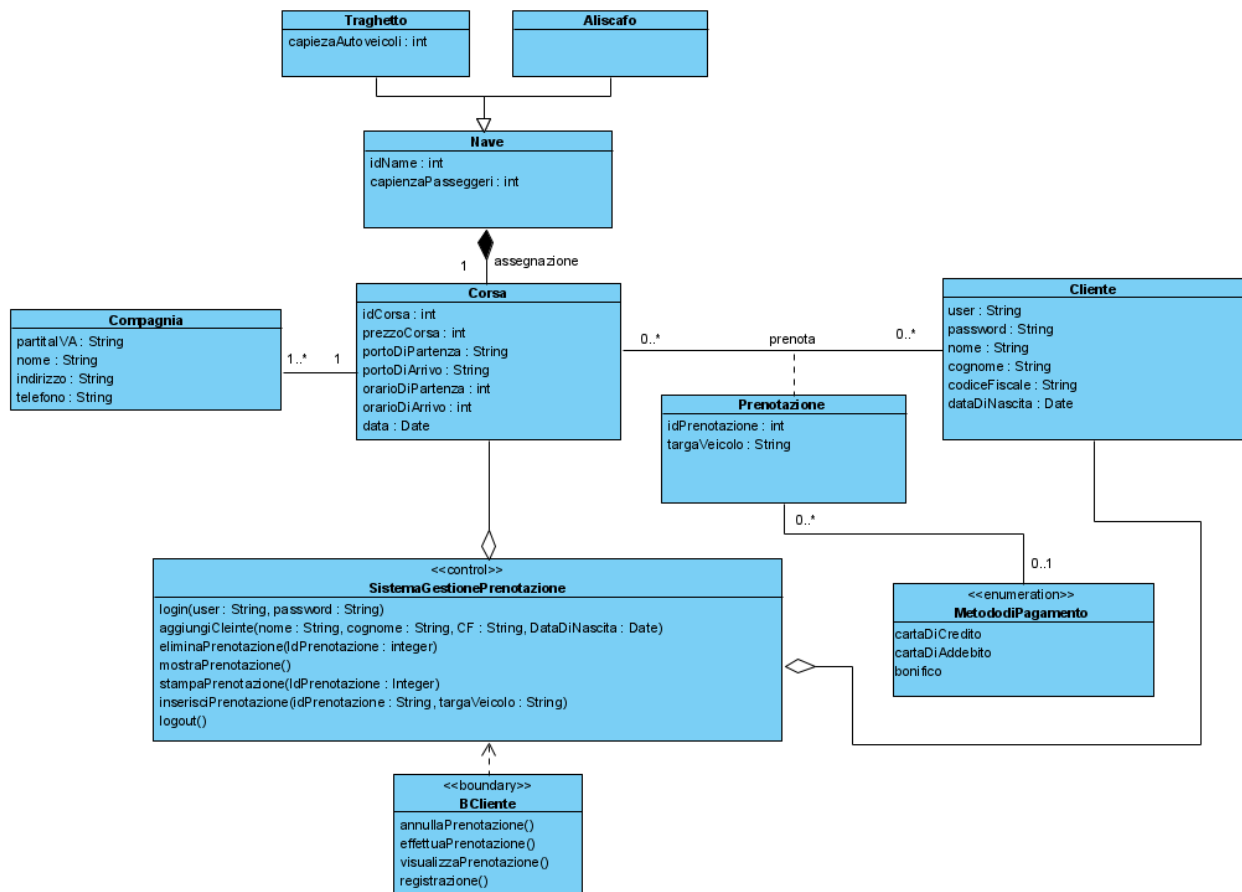 Traghetto
capiezaAutoveicoli : int
Aliscafo
Nave
idName : int
capienzaPasseggeri : int
assegnazione
1
Compagnia
partitaIVA : String
nome : String
indirizzo : String
telefono : String
1..*
1
Corsa
idCorsa : int
prezzoCorsa : int
portoDiPartenza : String
portoDiArrivo : String
orarioDiPartenza : int
orarioDiArrivo : int
data : Date
0..*
prenota
0..*
Cliente
user : String
password : String
nome : String
cognome : String
codiceFiscale : String
dataDiNascita : Date
Prenotazione
idPrenotazione : int
targaVeicolo : String
0..*
0..1
<<enumeration>>
MetododiPagamento
cartaDiCredito
cartaDiAddebito
bonifico
<<control>>
SistemaGestionePrenotazione
login(user : String, password : String)
aggiungiCleinte(nome : String, cognome : String, CF : String, DataDiNascita : Date)
eliminaPrenotazione(IdPrenotazione : integer)
mostraPrenotazione()
stampaPrenotazione(IdPrenotazione : Integer)
inserisciPrenotazione(idPrenotazione : String, targaVeicolo : String)
logout()
<<boundary>>
BCliente
annullaPrenotazione()
effettuaPrenotazione()
visualizzaPrenotazione()
registrazione()